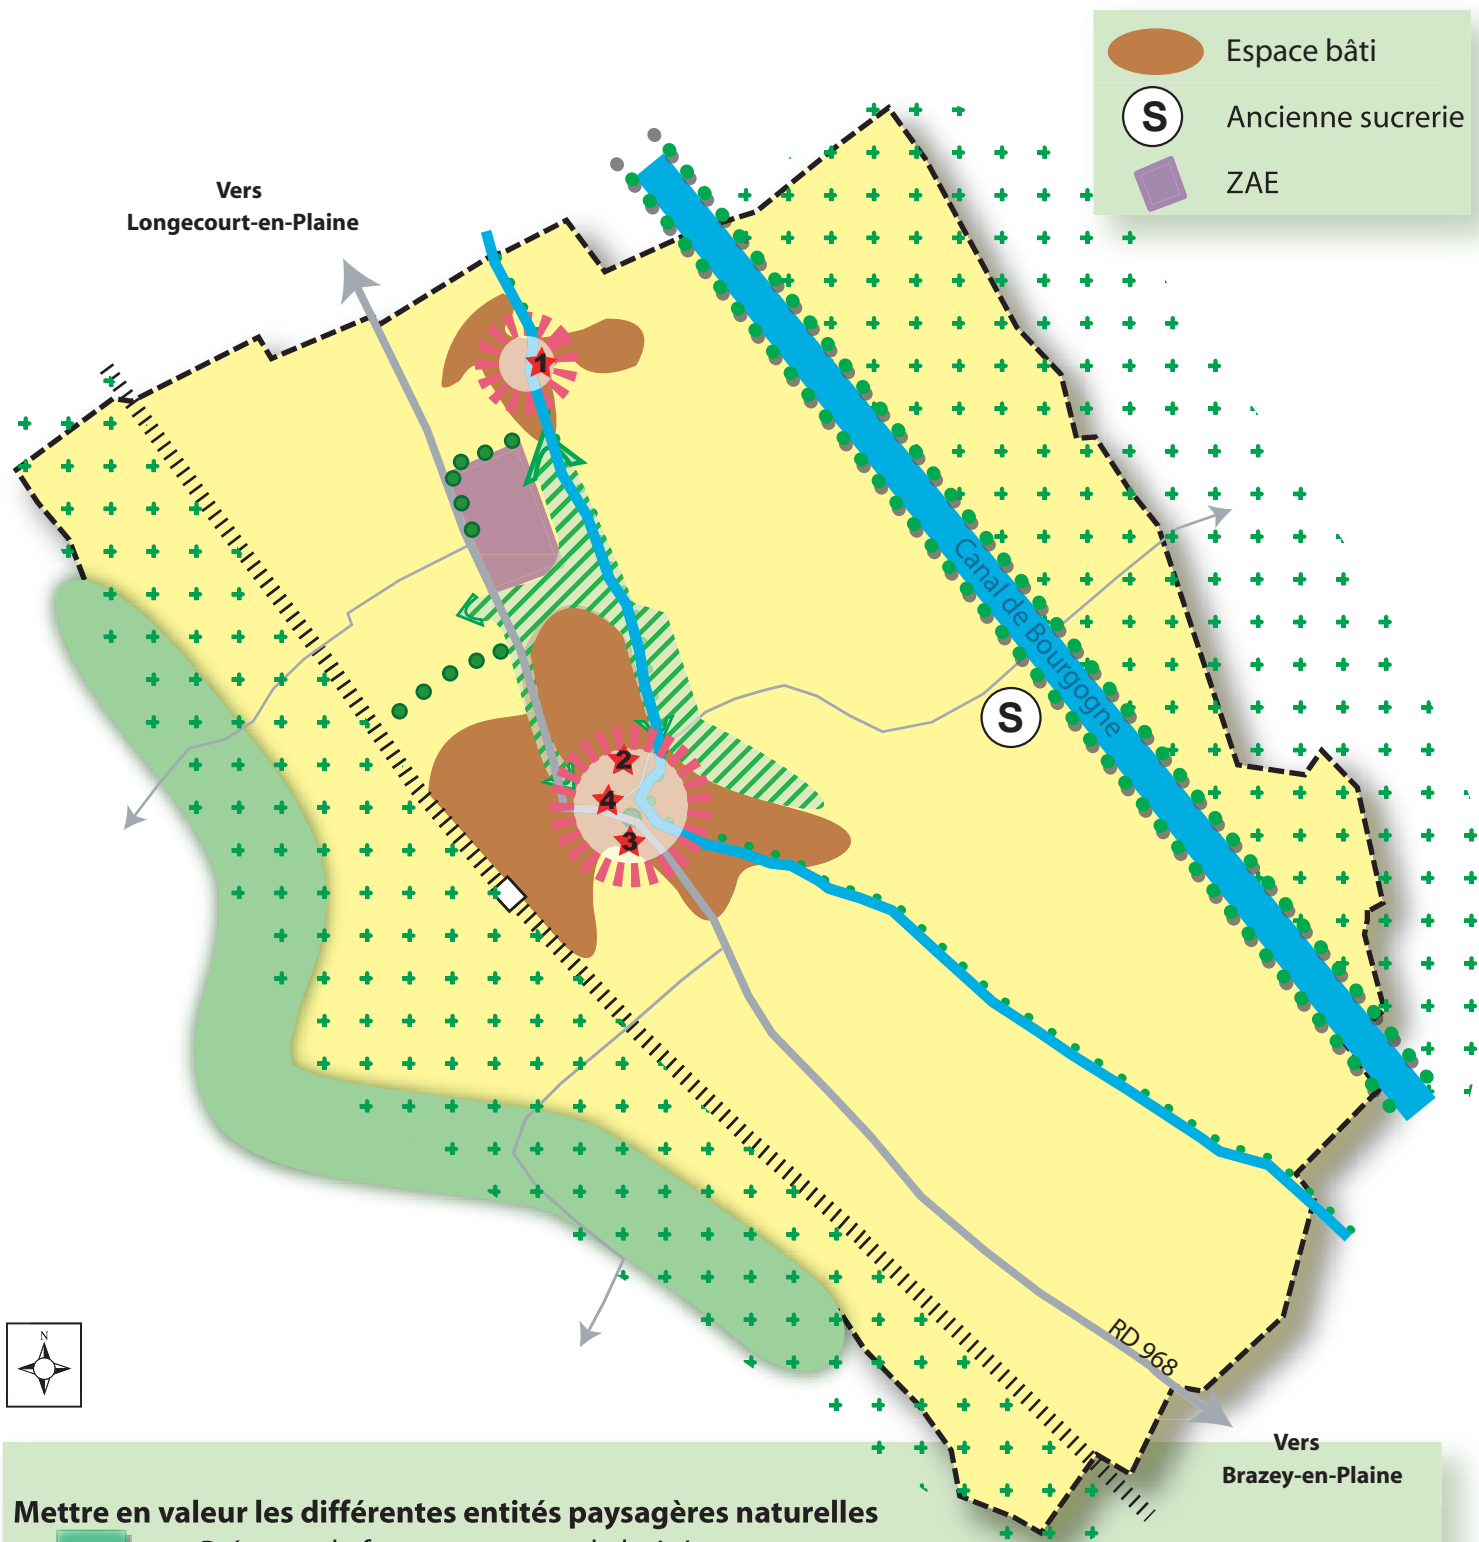 Espace bâti
S
Ancienne sucrerie
ZAE
Vers
Longecourt-en-Plaine
1
Canal de Bourgogne
S
2
4
3
N
RD 968
Vers
Brazey-en-Plaine
Mettre en valeur les différentes entités paysagères naturelles